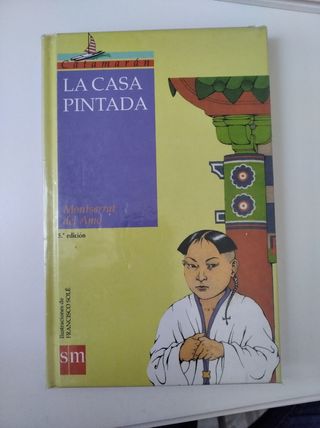 Catamarán
LA CASA
PINTADA
Montserrat
del Amo
5.ª edición
Ilustraciones de
FRANCISCO SOLÉ
sm